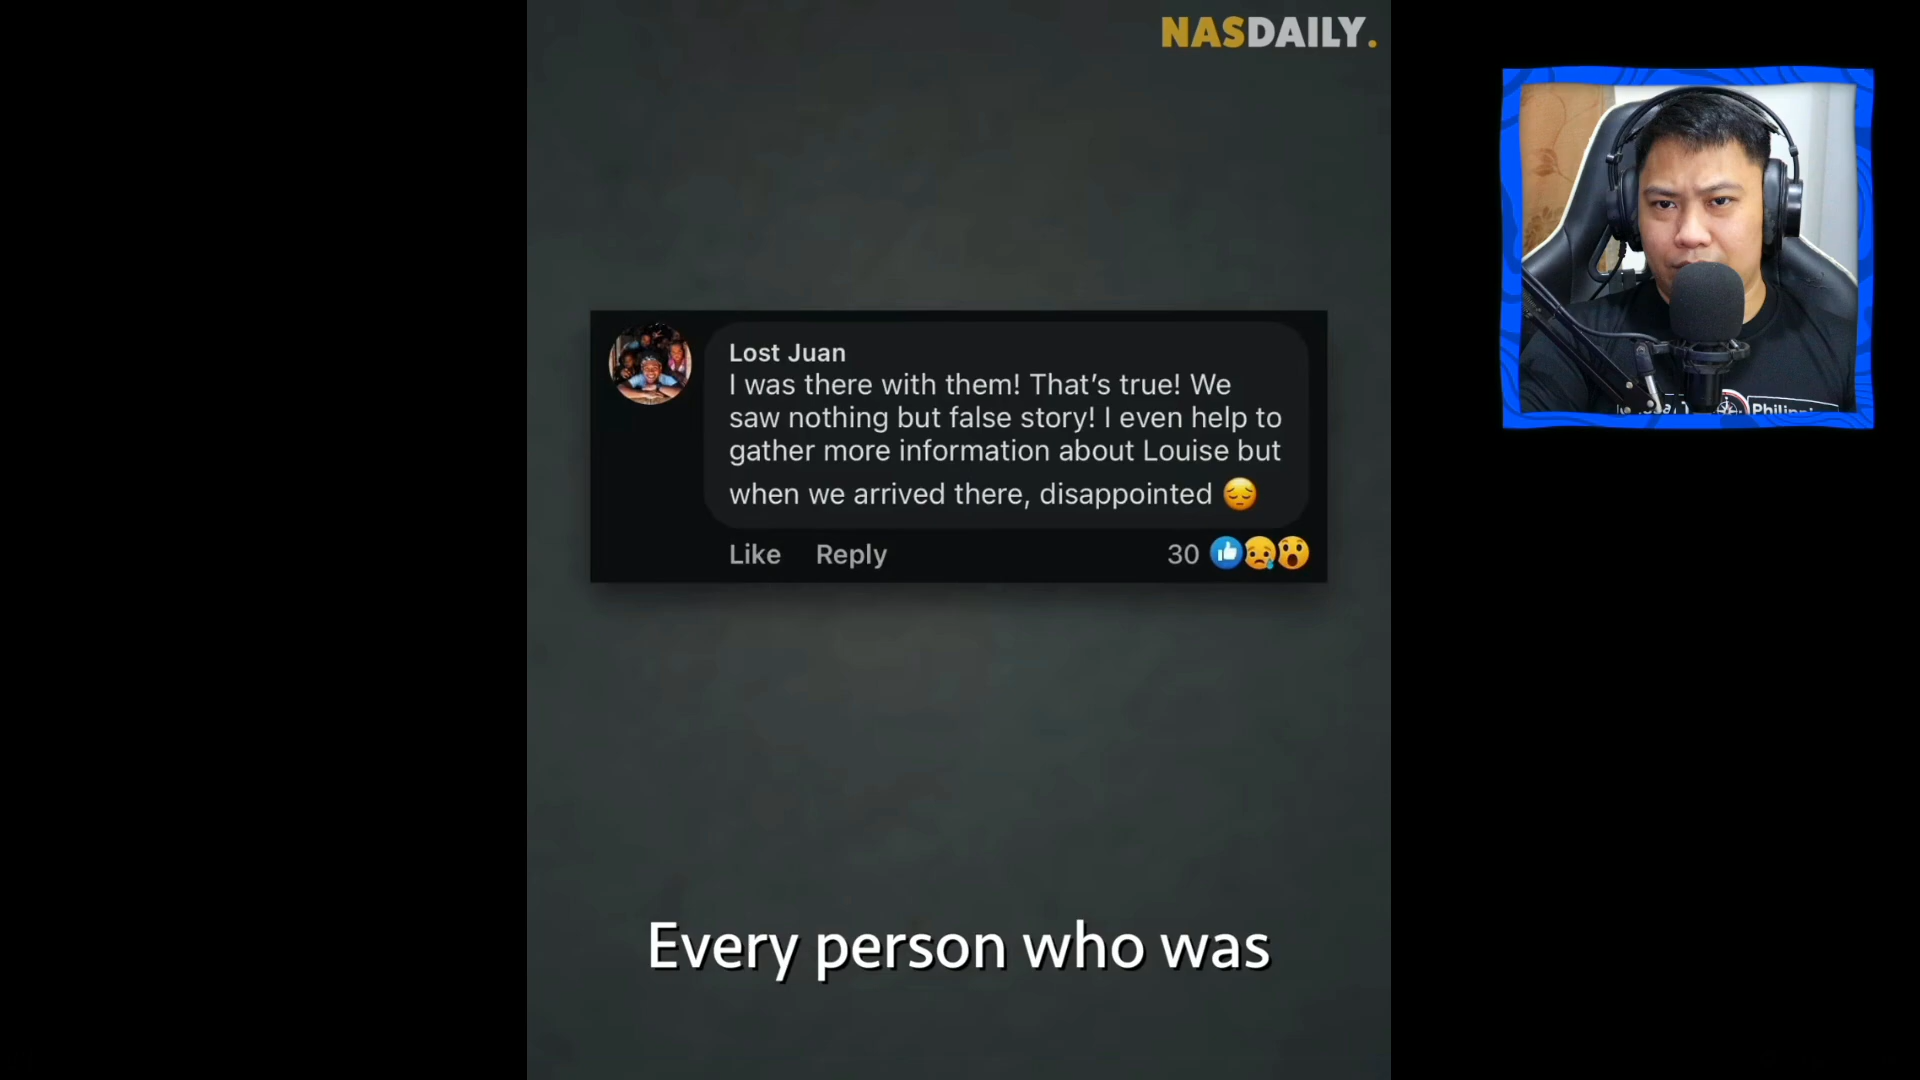 NASDAILY.
Lost Juan
I was there with them! That's true! We
saw nothing but false story! I even help to
gather more information about Louise but
when we arrived there, disappointed 😔
Like Reply 30
Every person who was